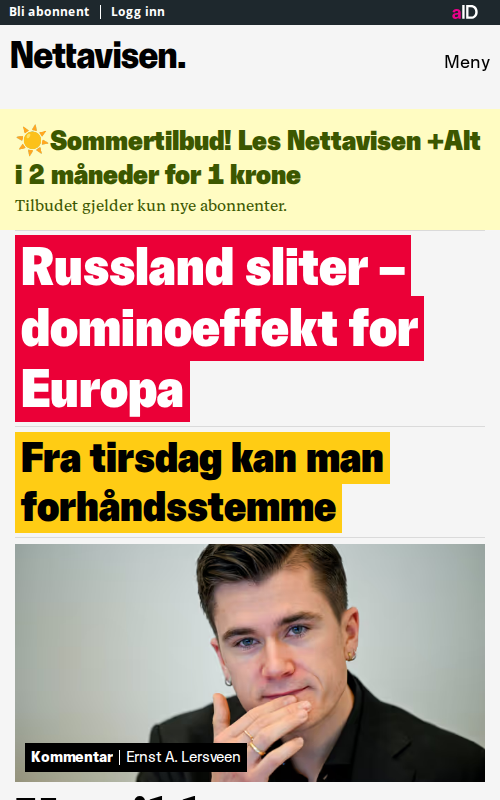 Bli abonnent | Logg inn
aID
Nettavisen.
Meny
☀️Sommertilbud! Les Nettavisen +Alt
i 2 måneder for 1 krone
Tilbudet gjelder kun nye abonnenter.
Russland sliter –
dominoeffekt for
Europa
Fra tirsdag kan man
forhåndsstemme
Kommentar | Ernst A. Lersveen